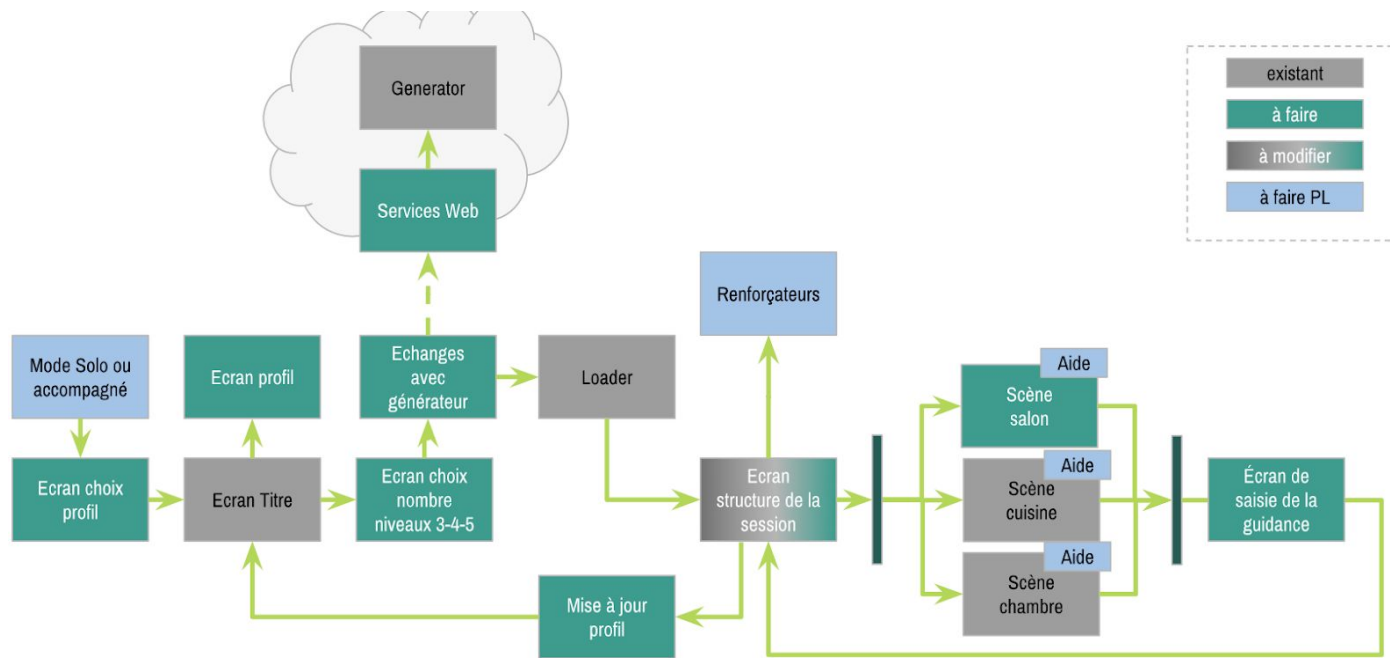 Generator
existant
à faire
à modifier
à faire PL
Services Web
Renforçateurs
Mode Solo ou
accompagné
Ecran profil
Echanges
avec
générateur
Loader
Aide
Scène
salon
Ecran choix
profil
Ecran Titre
Ecran choix
nombre
niveaux 3-4-5
Ecran
structure de la
session
Aide
Scène
cuisine
Écran de
saisie de la
guidance
Aide
Scène
chambre
Mise à jour
profil